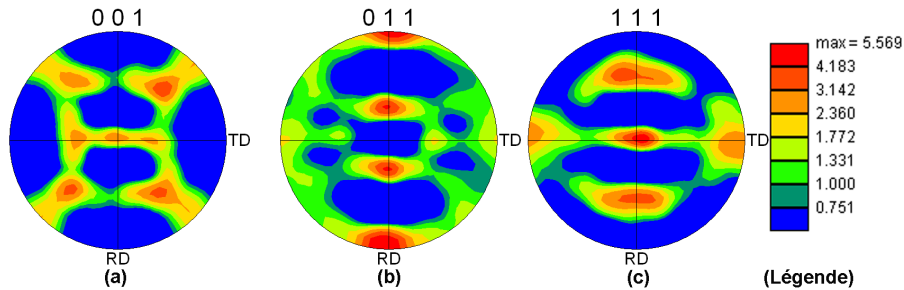 0 0 1
0 1 1
1 1 1
max = 5.569
4.183
3.142
2.360
1.772
1.331
1.000
0.751
TD
TD
TD
RD
RD
RD
(a)
(b)
(c)
(Légende)